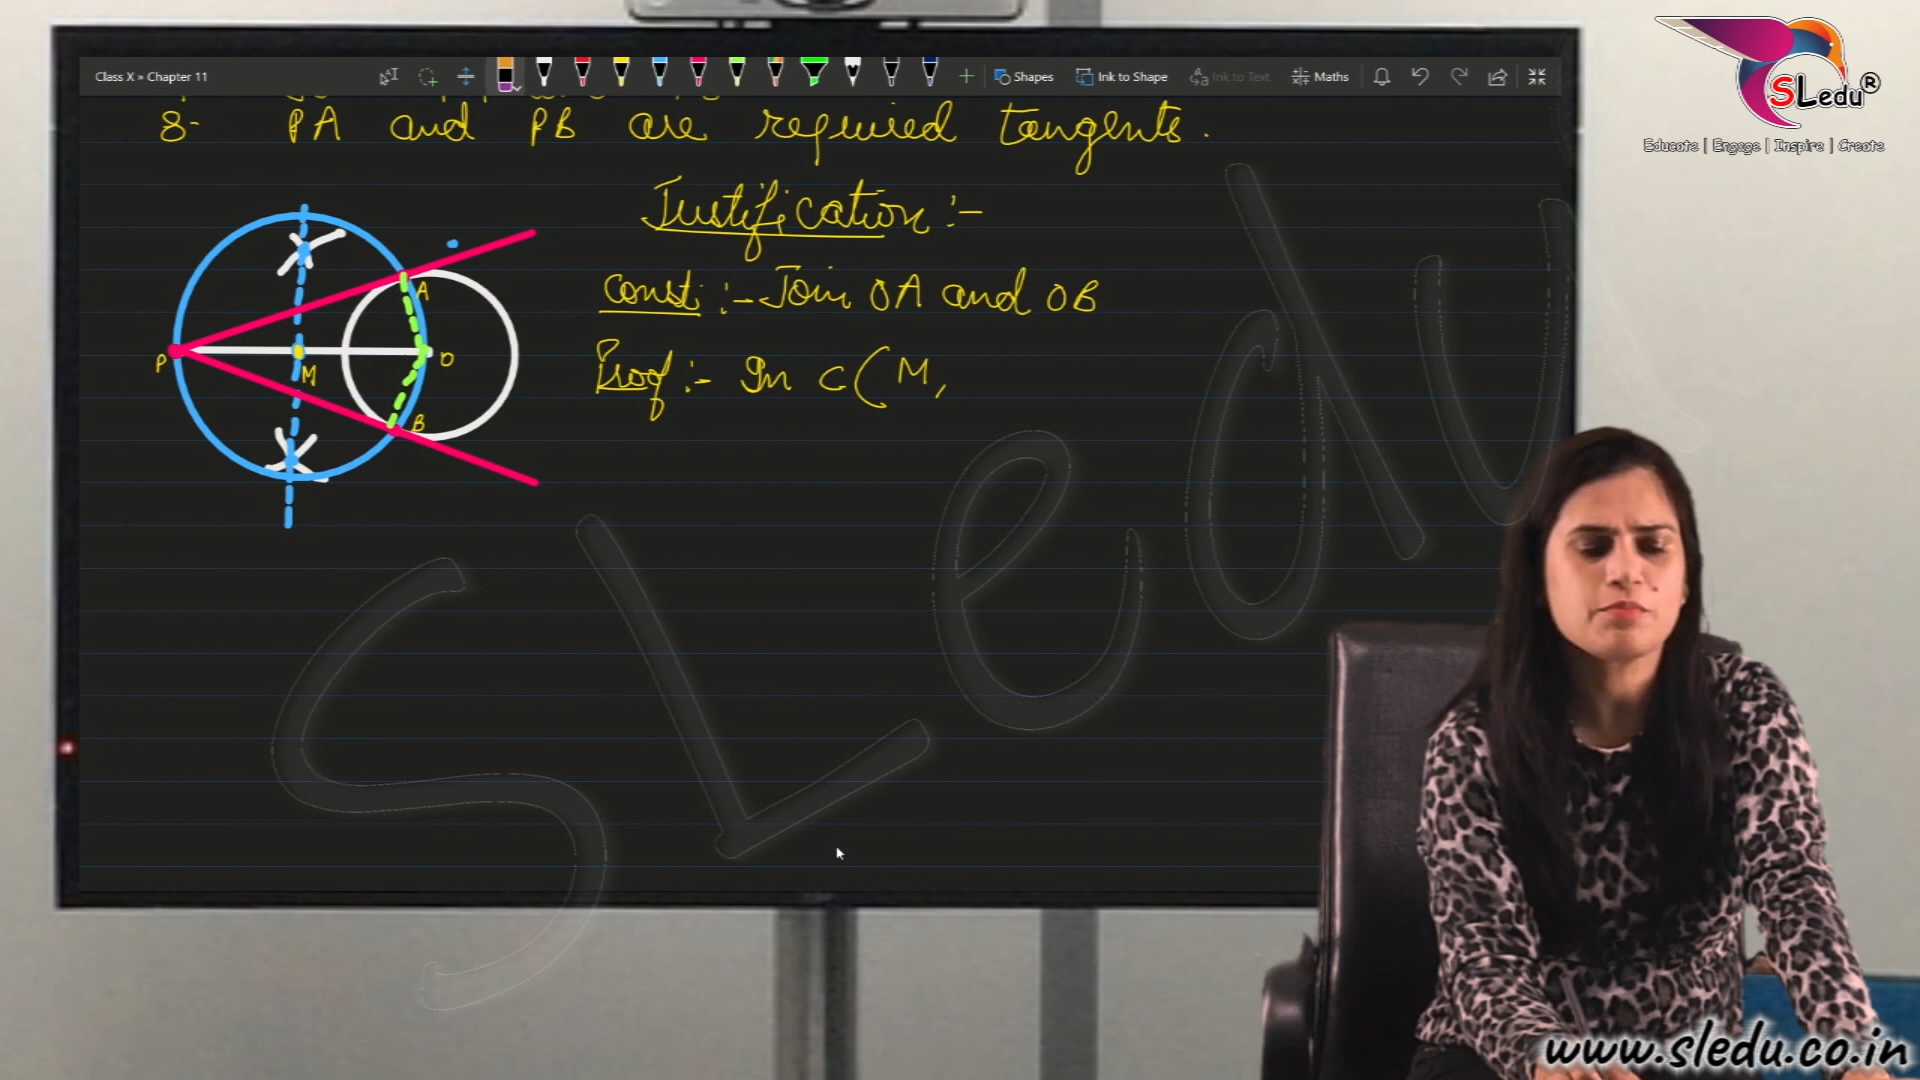 Class X » Chapter 11
Shapes
Ink to Shape
Ink to Text
Maths
SLedu®
Educate | Engage | Inspire | Create
8- PA and PB are required tangents.
Justification :-
Const :- Join OA and OB
Proof :- In C(M,
P
M
A
O
B
SLedu
www.sledu.co.in